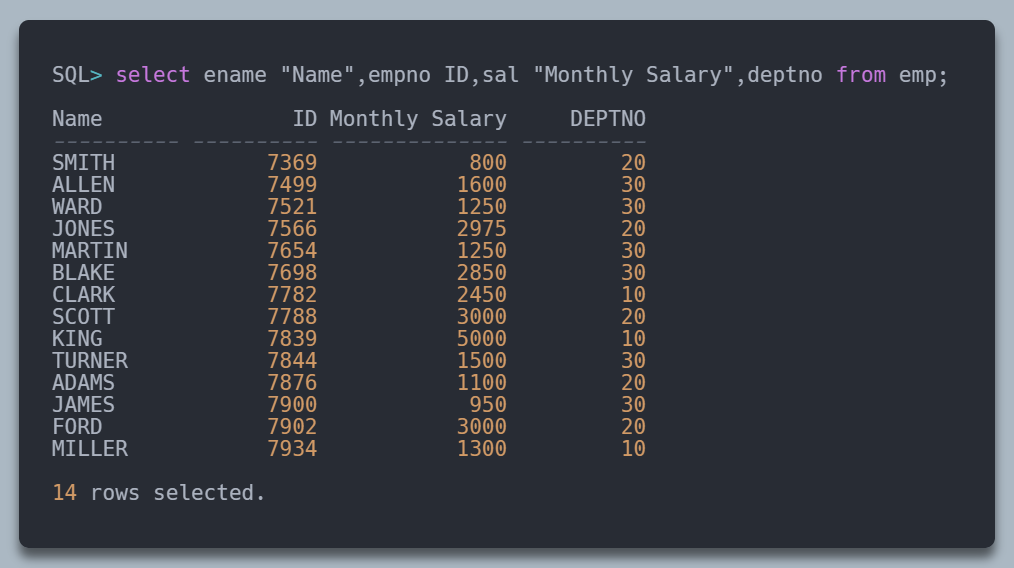 SQL> select ename "Name",empno ID,sal "Monthly Salary",deptno from emp;
Name ID Monthly Salary DEPTNO
---------- ---------- -------------- ----------
SMITH 7369 800 20
ALLEN 7499 1600 30
WARD 7521 1250 30
JONES 7566 2975 20
MARTIN 7654 1250 30
BLAKE 7698 2850 30
CLARK 7782 2450 10
SCOTT 7788 3000 20
KING 7839 5000 10
TURNER 7844 1500 30
ADAMS 7876 1100 20
JAMES 7900 950 30
FORD 7902 3000 20
MILLER 7934 1300 10
14 rows selected.